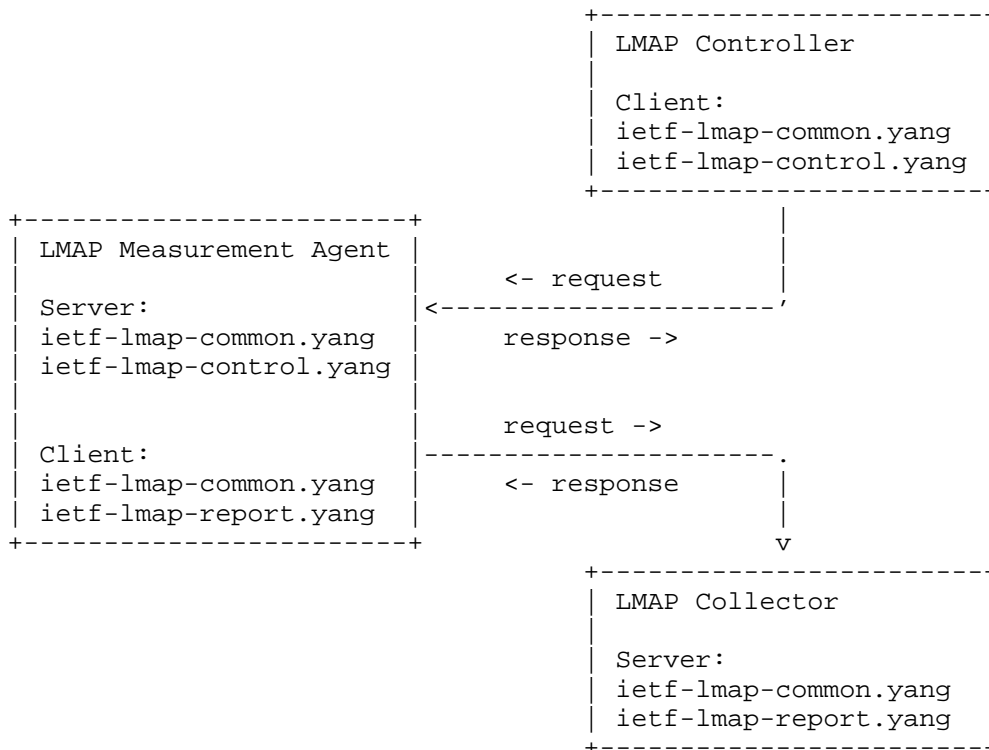 LMAP Controller
Client:
ietf-lmap-common.yang
ietf-lmap-control.yang
LMAP Measurement Agent
<- request
Server:
ietf-lmap-common.yang
response ->
ietf-lmap-control.yang
request ->
Client:
ietf-lmap-common.yang
<- response
ietf-lmap-report.yang
LMAP Collector
Server:
ietf-lmap-common.yang
ietf-lmap-report.yang